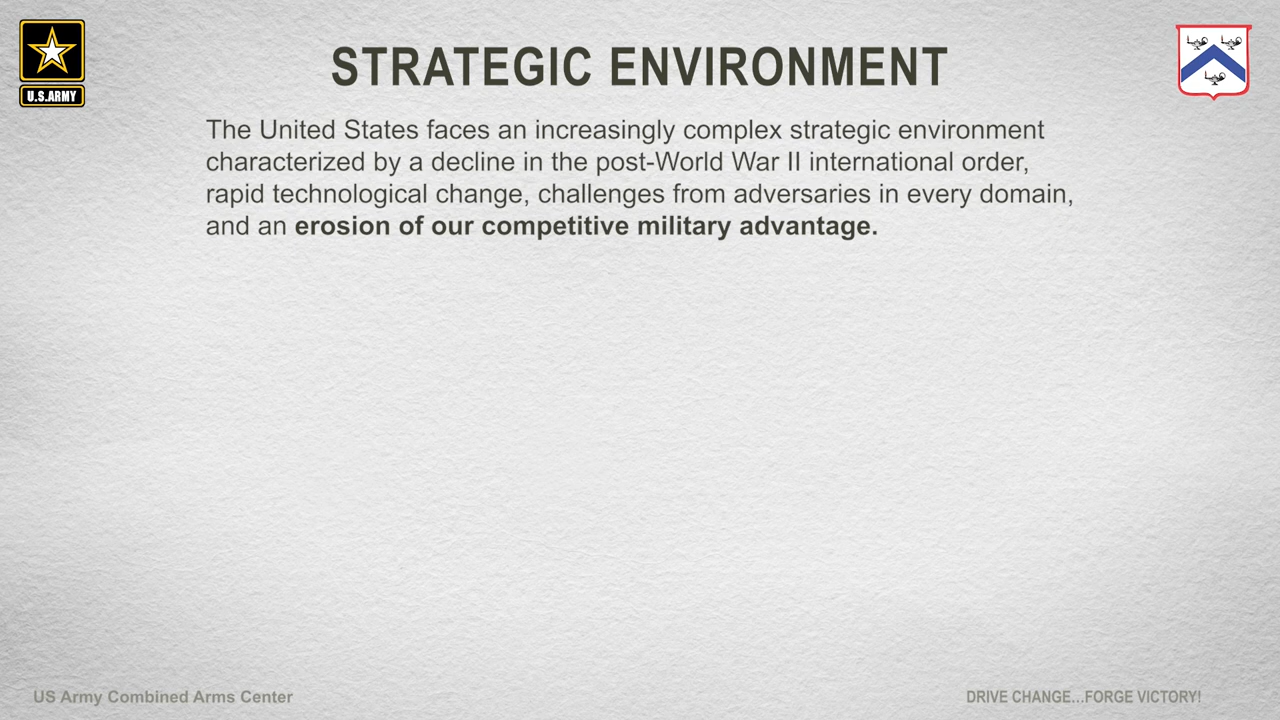 STRATEGIC ENVIRONMENT
U.S.ARMY
The United States faces an increasingly complex strategic environment
characterized by a decline in the post-World War II international order,
rapid technological change, challenges from adversaries in every domain,
and an erosion of our competitive military advantage.
US Army Combined Arms Center
DRIVE CHANGE...FORGE VICTORY!